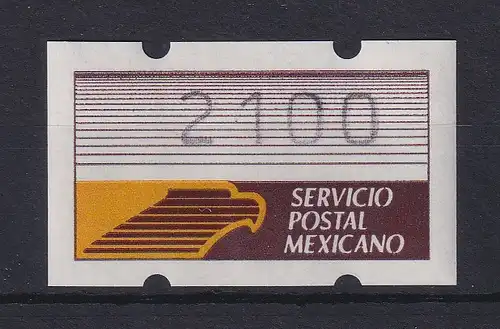 2100
SERVICIO
POSTAL
MEXICANO